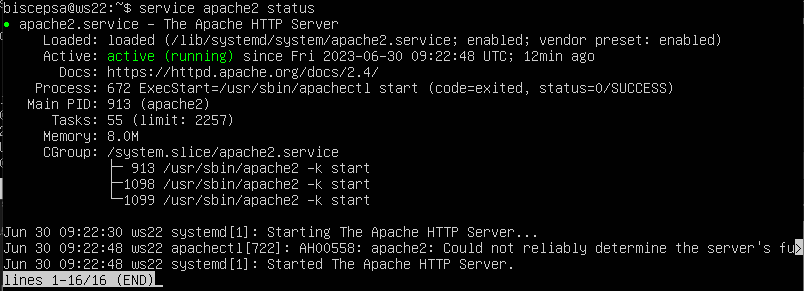 biscepsa@ws22:~$ service apache2 status
● apache2.service - The Apache HTTP Server
Loaded: loaded (/lib/systemd/system/apache2.service; enabled; vendor preset: enabled)
Active: active (running) since Fri 2023-06-30 09:22:48 UTC; 12min ago
Docs: https://httpd.apache.org/docs/2.4/
Process: 672 ExecStart=/usr/sbin/apachectl start (code=exited, status=0/SUCCESS)
Main PID: 913 (apache2)
Tasks: 55 (limit: 2257)
Memory: 8.0M
CGroup: /system.slice/apache2.service
├─ 913 /usr/sbin/apache2 -k start
├─1098 /usr/sbin/apache2 -k start
└─1099 /usr/sbin/apache2 -k start
Jun 30 09:22:30 ws22 systemd[1]: Starting The Apache HTTP Server...
Jun 30 09:22:48 ws22 apachectl[722]: AH00558: apache2: Could not reliably determine the server's fu>
Jun 30 09:22:48 ws22 systemd[1]: Started The Apache HTTP Server.
lines 1-16/16 (END)